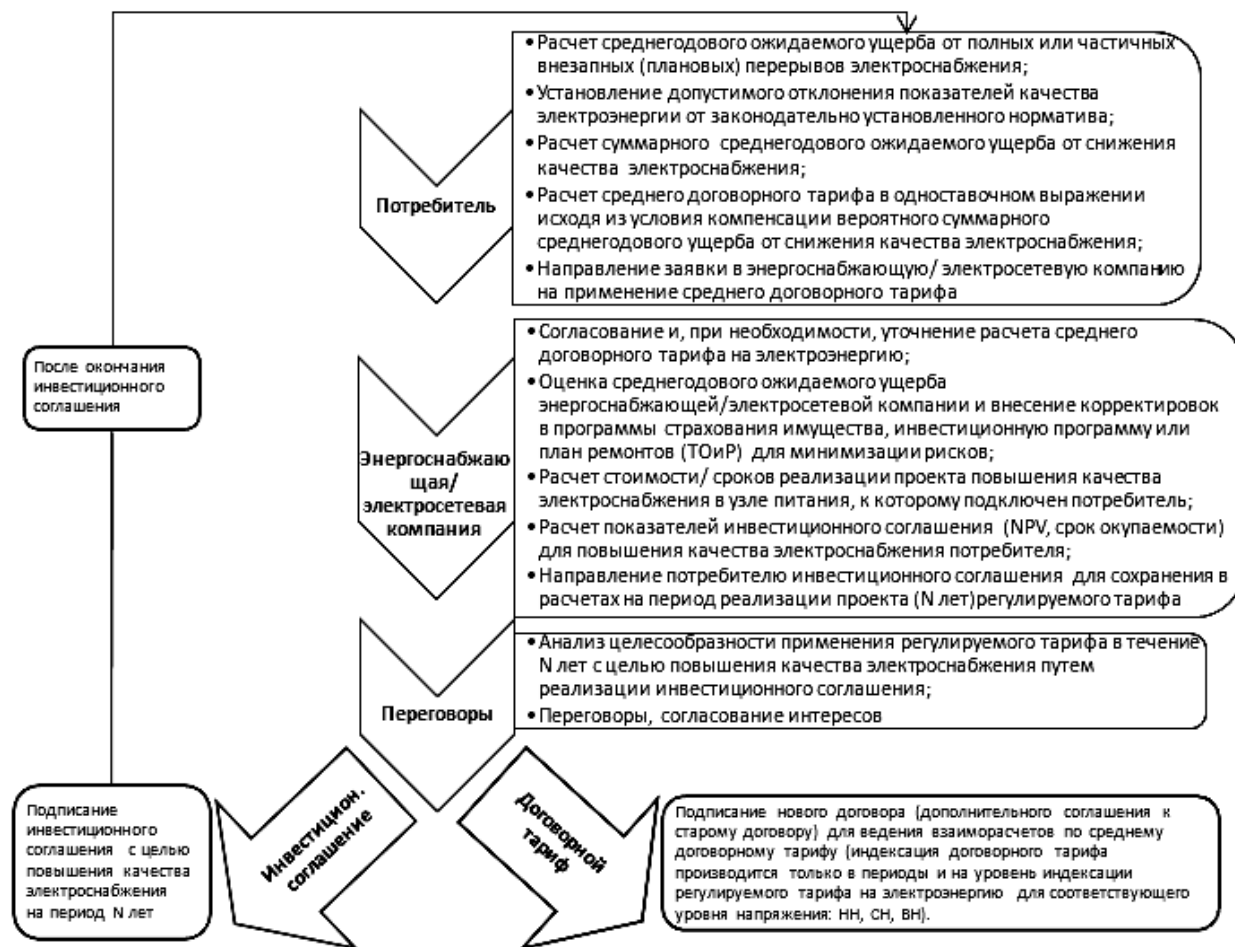 • Расчет среднегодового ожидаемого ущерба от полных или частичных
внезапных (плановых) перерывов электроснабжения;
• Установление допустимого отклонения показателей качества
электроэнергии от законодательно установленного норматива;
• Расчет суммарного среднегодового ожидаемого ущерба от снижения
качества электроснабжения;
• Расчет среднего договорного тарифа в одноставочном выражении
исходя из условия компенсации вероятного суммарного
среднегодового ущерба от снижения качества электроснабжения;
• Направление заявки в энергоснабжающую/ электросетевую компанию
на применение среднего договорного тарифа
Потребитель
После окончания
инвестиционного
соглашения
• Согласование и, при необходимости, уточнение расчета среднего
договорного тарифа на электроэнергию;
• Оценка среднегодового ожидаемого ущерба
энергоснабжающей/электросетевой компании и внесение корректировок
в программы страхования имущества, инвестиционную программу или
план ремонтов (ТОиР) для минимизации рисков;
• Расчет стоимости/ сроков реализации проекта повышения качества
электроснабжения в узле питания, к которому подключен потребитель;
• Расчет показателей инвестиционного соглашения (NPV, срок окупаемости)
для повышения качества электроснабжения потребителя;
• Направление потребителю инвестиционного соглашения для сохранения в
расчетах на период реализации проекта (N лет)регулируемого тарифа
Энергоснабжаю
щая/
электросетевая
компания
• Анализ целесообразности применения регулируемого тарифа в течение
N лет с целью повышения качества электроснабжения путем
реализации инвестиционного соглашения;
• Переговоры, согласование интересов
Переговоры
Инвестицион.
соглашение
Договорной
тариф
Подписание
инвестиционного
соглашения с целью
повышения качества
электроснабжения
на период N лет
Подписание нового договора (дополнительного соглашения к
старому договору) для ведения взаиморасчетов по среднему
договорному тарифу (индексация договорного тарифа
производится только в периоды и на уровень индексации
регулируемого тарифа на электроэнергию для соответствующего
уровня напряжения: НН, СН, ВН).